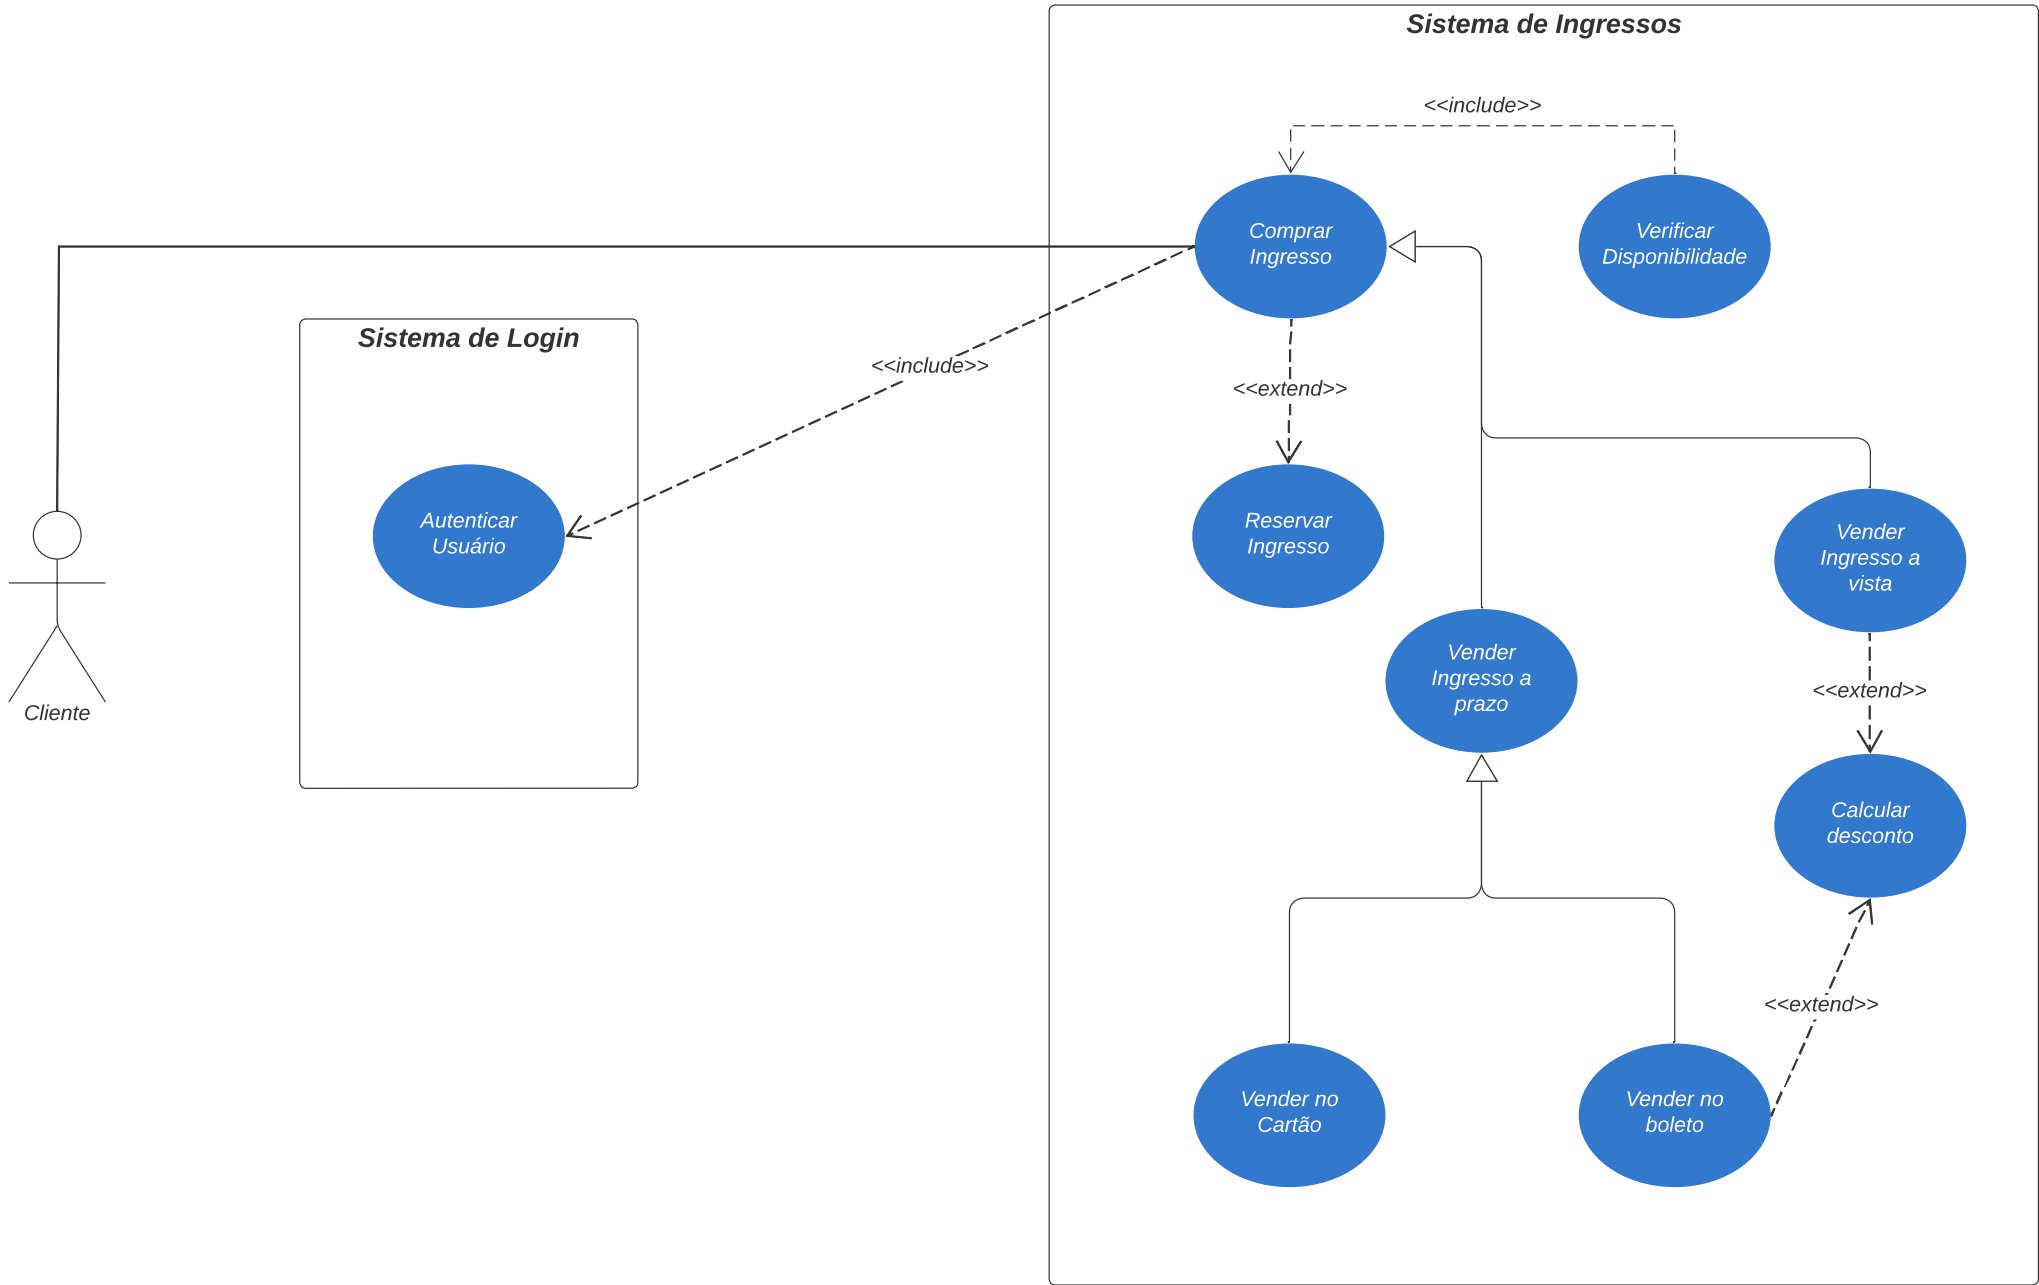 Sistema de Ingressos
<<include>>
Comprar
Ingresso
Verificar
Disponibilidade
Sistema de Login
<<include>>
<<extend>>
Autenticar
Usuário
Reservar
Ingresso
Vender
Ingresso a
vista
Vender
Ingresso a
prazo
<<extend>>
Cliente
Calcular
desconto
<<extend>>
Vender no
Cartão
Vender no
boleto